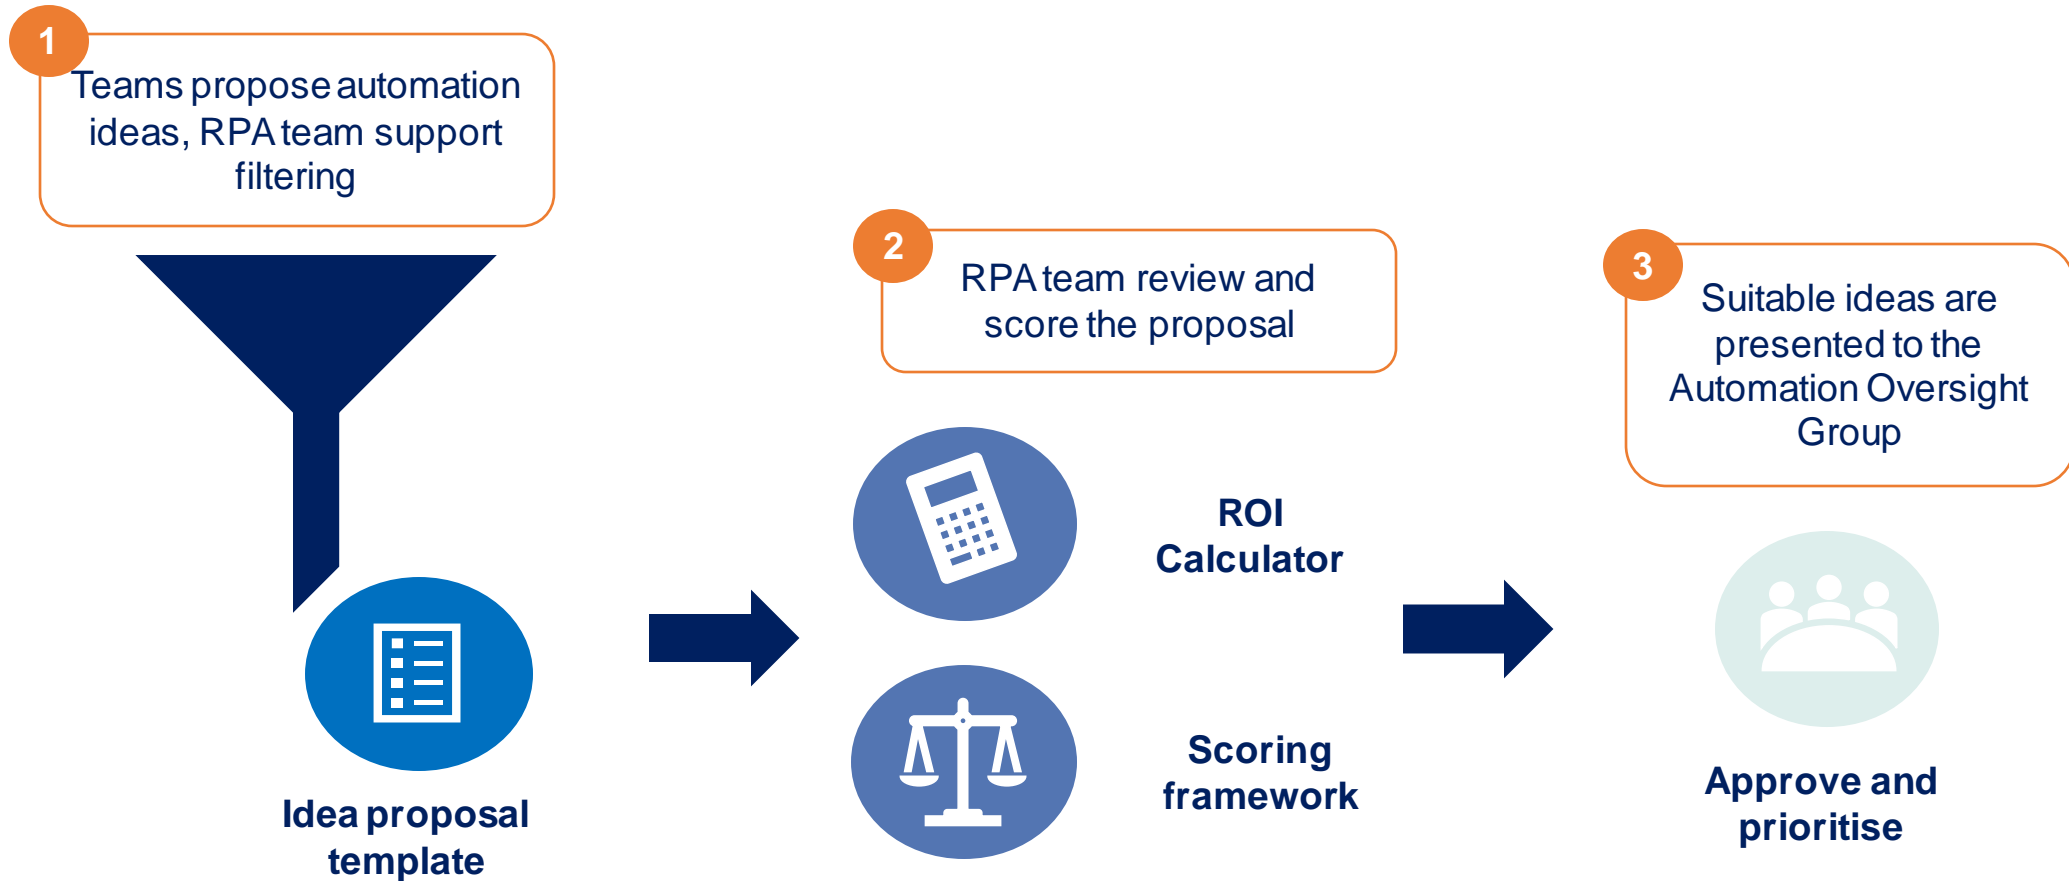 1
Teams propose automation
ideas, RPA team support
filtering
Idea proposal
template
2
RPA team review and
score the proposal
ROI
Calculator
Scoring
framework
3
Suitable ideas are
presented to the
Automation Oversight
Group
Approve and
prioritise